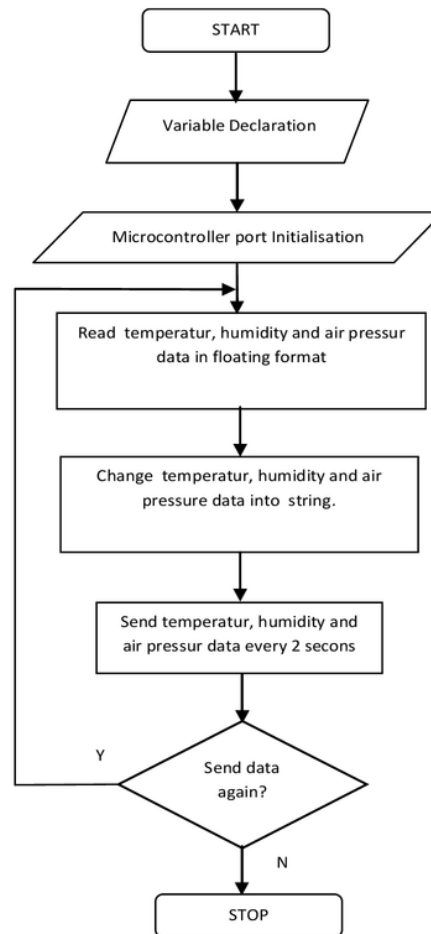 START
Variable Declaration
Microcontroller port Initialisation
Read temperatur, humidity and air pressur
data in floating format
Change temperatur, humidity and air
pressure data into string.
Send temperatur, humidity and
air pressur data every 2 secons
Y
Send data
again?
N
STOP